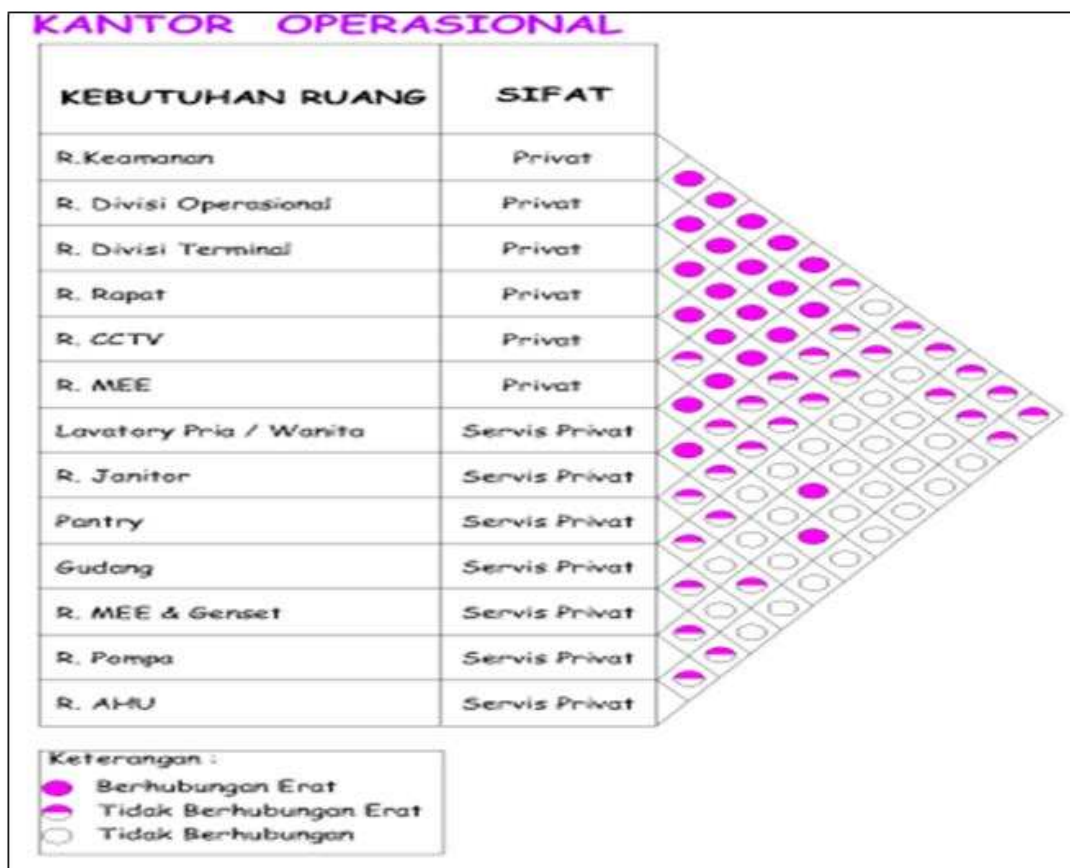 KANTOR OPERASIONAL
KEBUTUHAN RUANG SIFAT
R.Keamanan Privat
R. Divisi Operasional Privat
R. Divisi Terminal Privat
R. Rapat Privat
R. CCTV Privat
R. MEE Privat
Lavatory Pria / Wanita Servis Privat
R. Janitor Servis Privat
Pantry Servis Privat
Gudang Servis Privat
R. MEE & Genset Servis Privat
R. Pompa Servis Privat
R. AHU Servis Privat
Keterangan :
Berhubungan Erat
Tidak Berhubungan Erat
Tidak Berhubungan